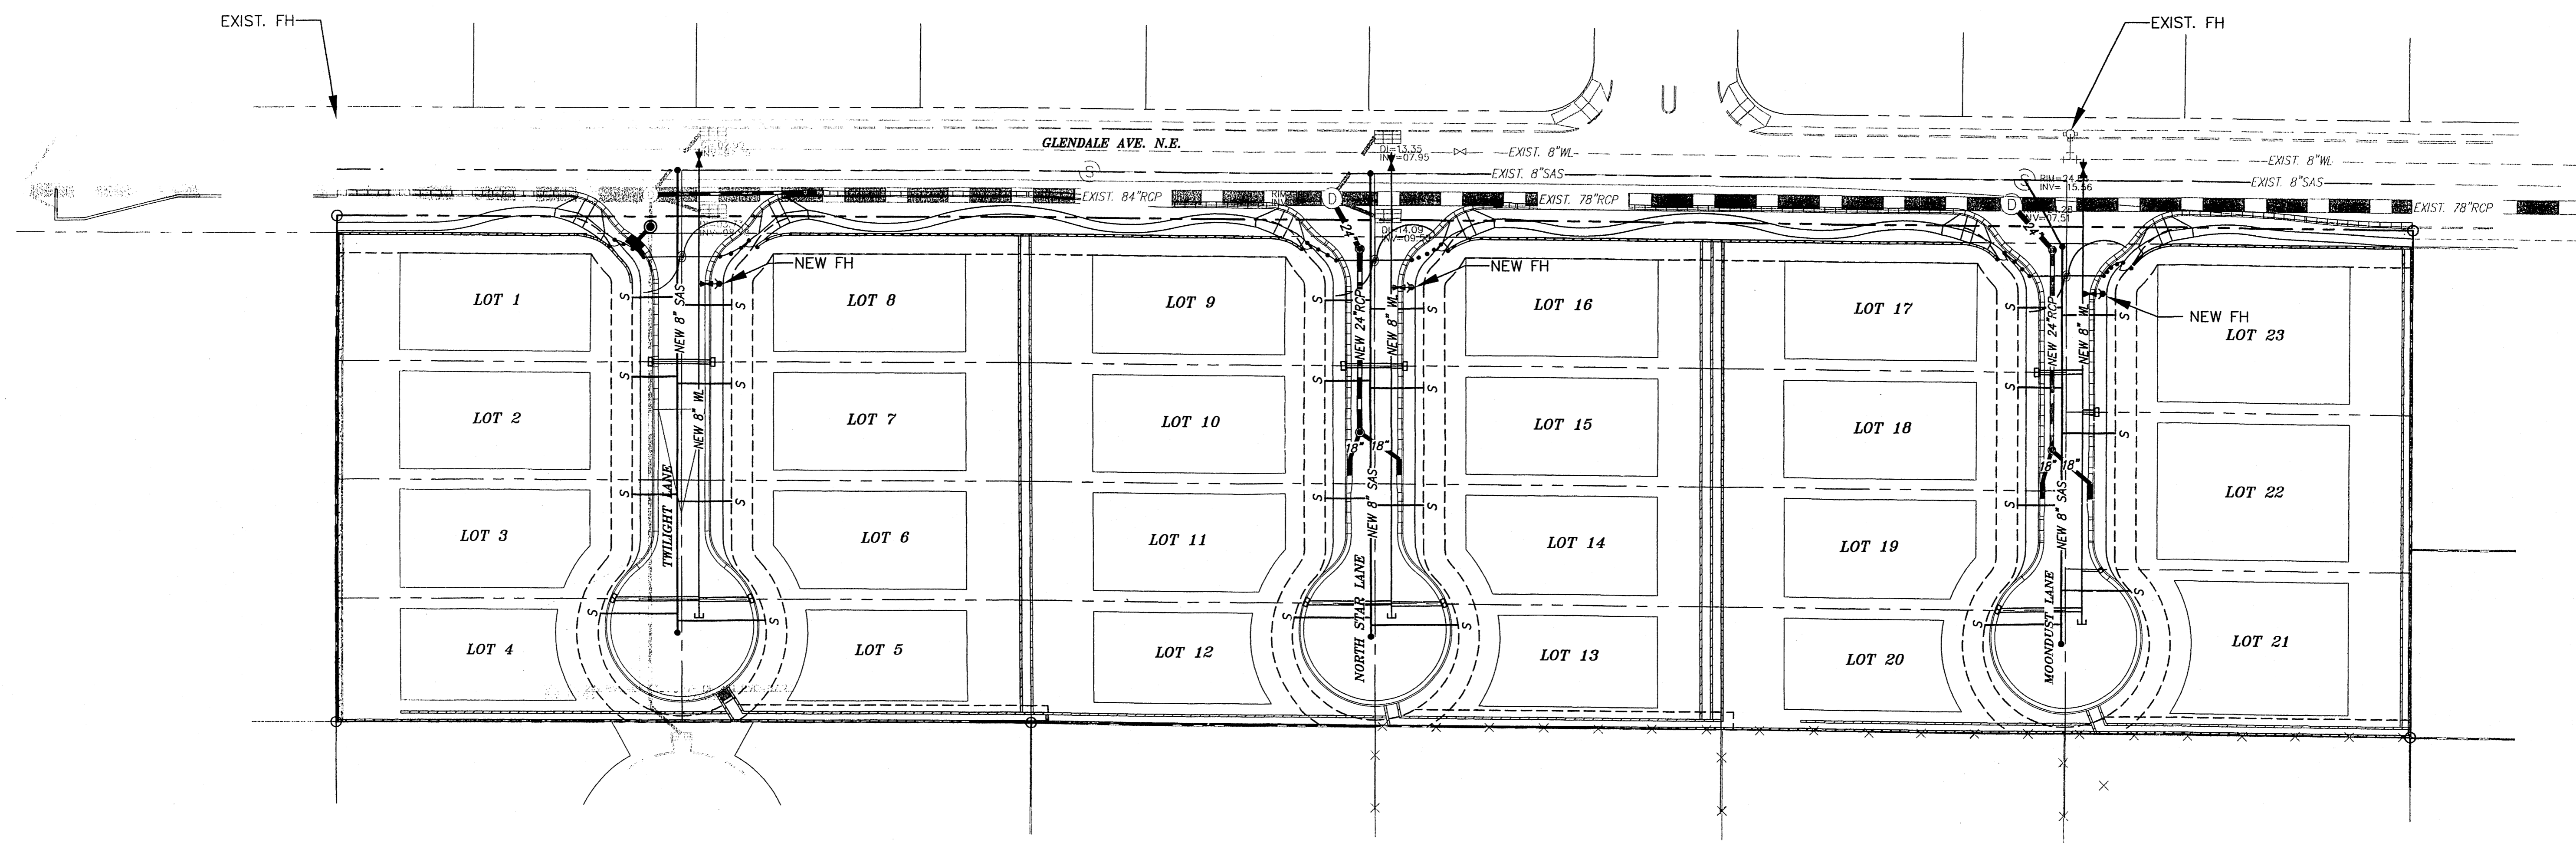 EXIST. FH
EXIST. FH
GLENDALE AVE. N.E.
DI=13.35
INV=07.95
EXIST. 8"WL
EXIST. 8"WL
EXIST. 8"SAS
EXIST. 8"SAS
S
S
RIM=24.
INV= 15.56
EXIST. 84"RCP
RIM
D
EXIST. 78"RCP
D
EXIST. 78"RCP
INV=07.51
DI=14.09
24"
24"
NEW FH
NEW FH
NEW FH
LOT 1
LOT 8
LOT 9
LOT 16
LOT 17
LOT 23
NEW 8" SAS
NEW 24"RCP
NEW 8" WL
NEW 24"RCP
NEW 8" WL
S
S
S
S
S
S
S
S
S
S
S
LOT 2
LOT 7
LOT 10
LOT 15
LOT 18
LOT 22
NEW 8" WL
18"
18"
18"
18"
S
S
S
S
S
S
TWILIGHT LANE
NEW 8" SAS
NEW 8" SAS
LOT 3
LOT 6
LOT 11
LOT 14
LOT 19
S
S
S
S
S
S
NORTH STAR LANE
MOONDUST LANE
LOT 4
LOT 5
LOT 12
LOT 13
LOT 20
LOT 21